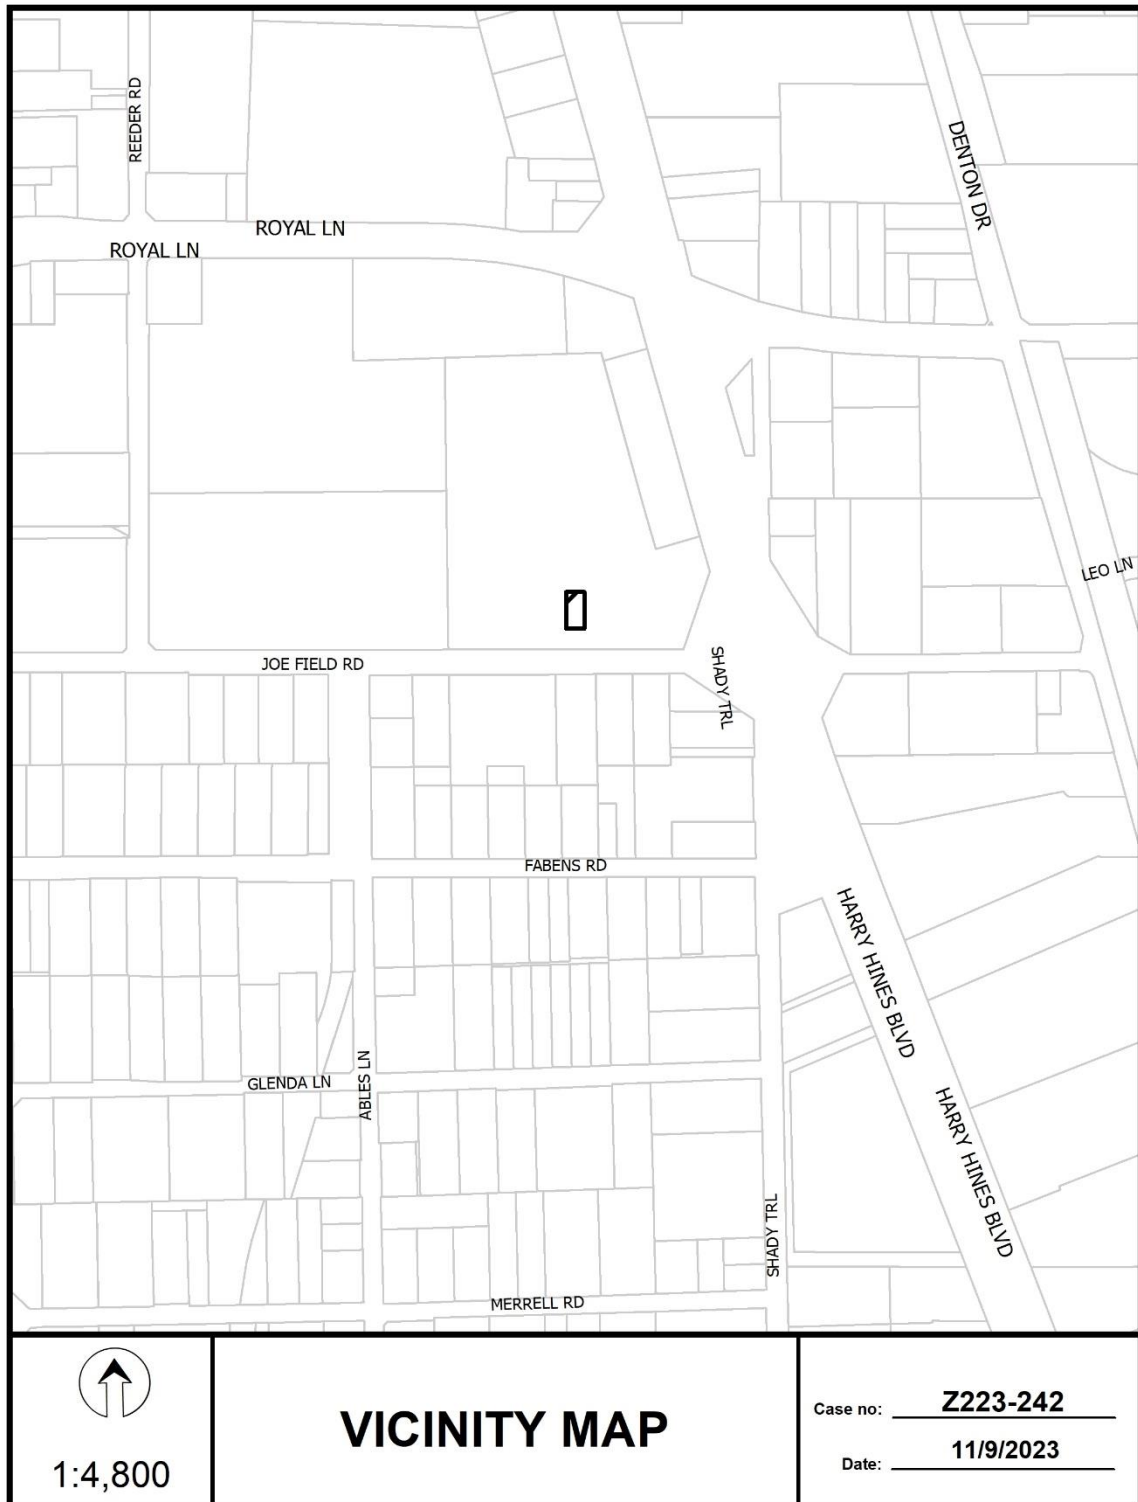 REEDER RD
DENTON DR
ROYAL LN
ROYAL LN
LEO LN
JOE FIELD RD
SHADY TRL
FABENS RD
HARRY HINES BLVD
GLENDA LN
ABLES LN
HARRY HINES BLVD
SHADY TRL
MERRELL RD
1:4,800
VICINITY MAP
Case no: Z223-242
Date: 11/9/2023